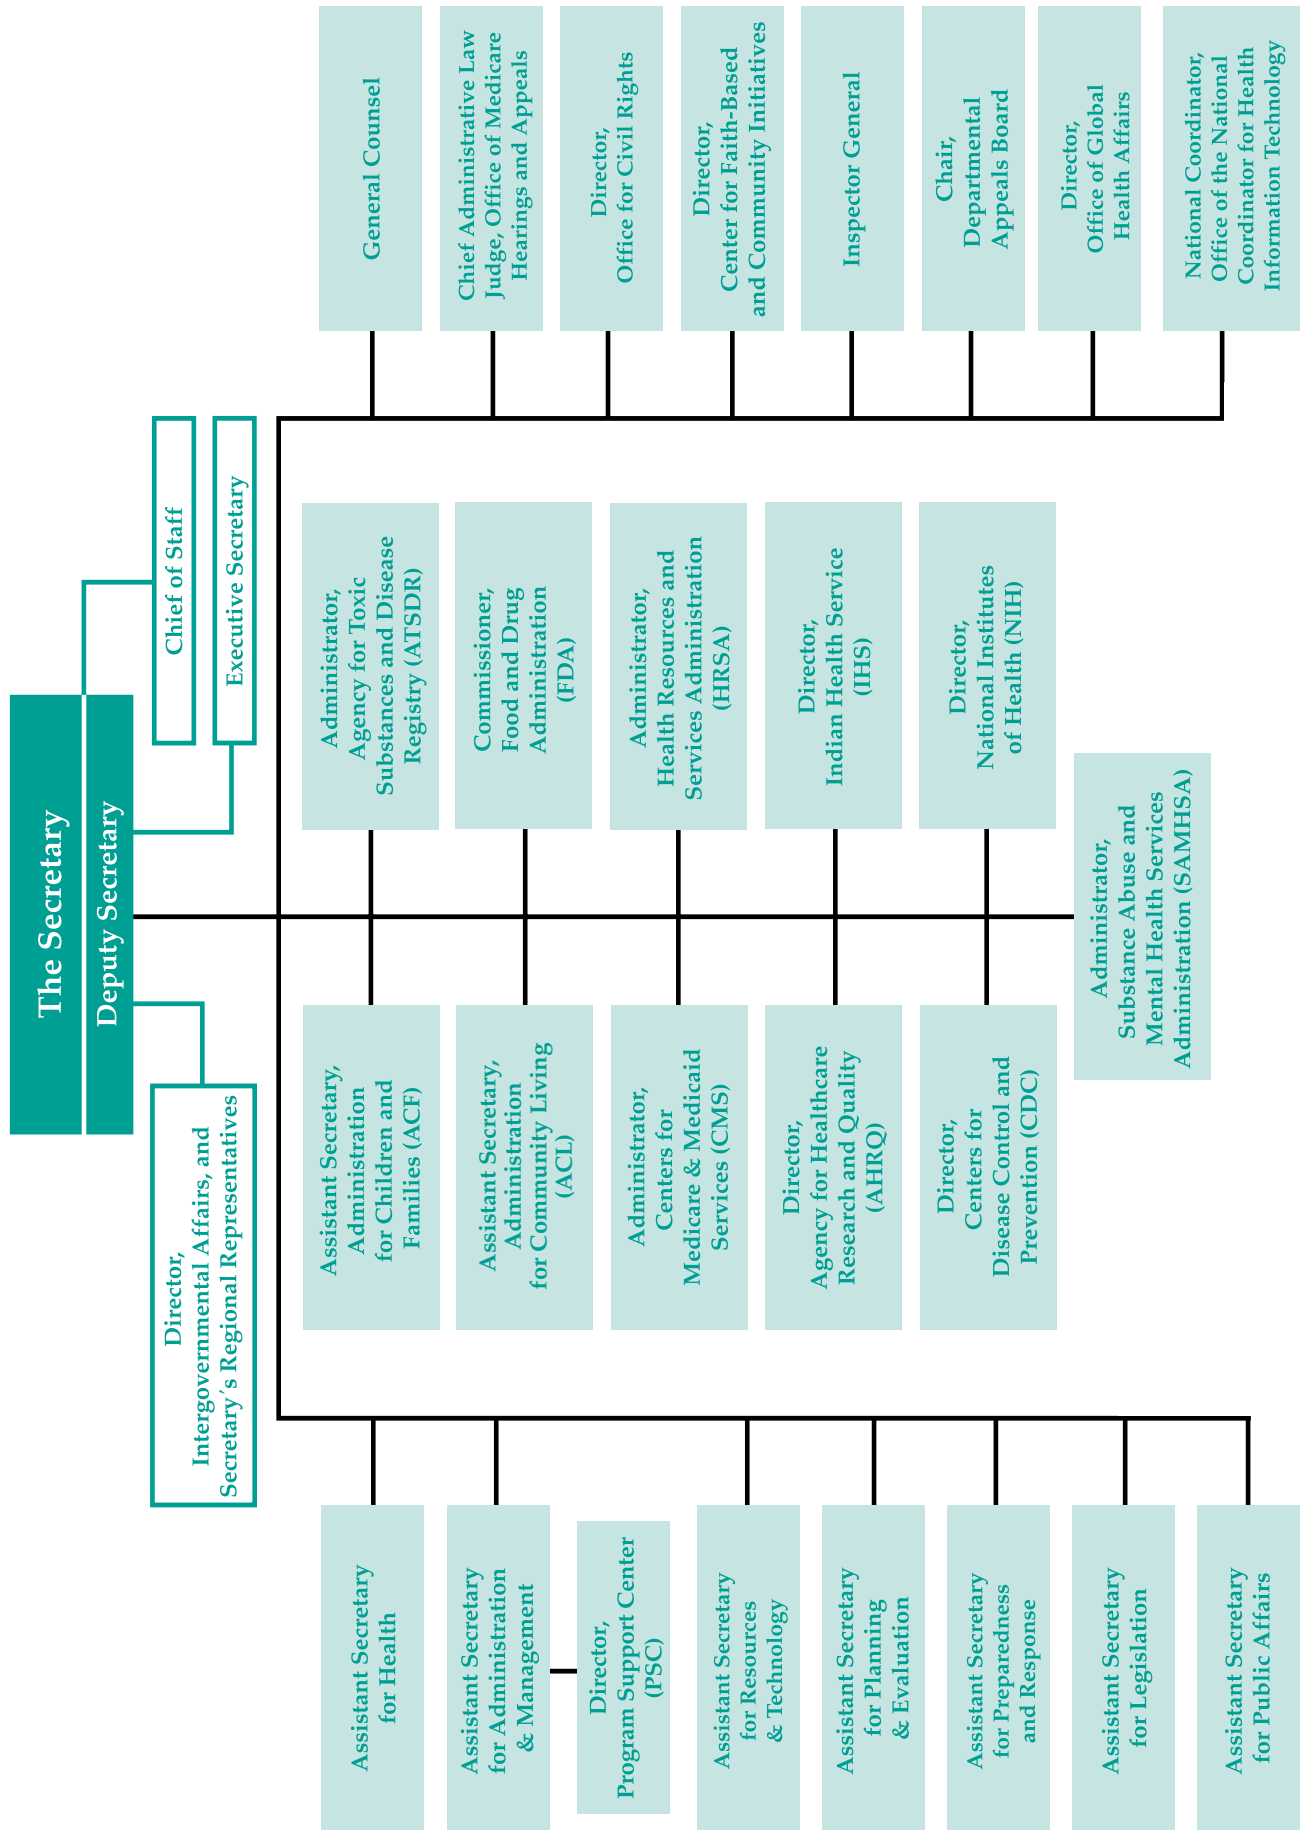 The Secretary
Deputy Secretary
Director,
Intergovernmental Affairs, and
Secretary´s Regional Representatives
Chief of Staff
Executive Secretary
Assistant Secretary
for Health
Assistant Secretary
for Administration
& Management
Director,
Program Support Center
(PSC)
Assistant Secretary
for Resources
& Technology
Assistant Secretary
for Planning
& Evaluation
Assistant Secretary
for Preparedness
and Response
Assistant Secretary
for Legislation
Assistant Secretary
for Public Affairs
Assistant Secretary,
Administration
for Children and
Families (ACF)
Assistant Secretary,
Administration
for Community Living
(ACL)
Administrator,
Centers for
Medicare & Medicaid
Services (CMS)
Director,
Agency for Healthcare
Research and Quality
(AHRQ)
Director,
Centers for
Disease Control and
Prevention (CDC)
Administrator,
Agency for Toxic
Substances and Disease
Registry (ATSDR)
Commissioner,
Food and Drug
Administration
(FDA)
Administrator,
Health Resources and
Services Administration
(HRSA)
Director,
Indian Health Service
(IHS)
Director,
National Institutes
of Health (NIH)
Administrator,
Substance Abuse and
Mental Health Services
Administration (SAMHSA)
General Counsel
Chief Administrative Law
Judge, Office of Medicare
Hearings and Appeals
Director,
Office for Civil Rights
Director,
Center for Faith-Based
and Community Initiatives
Inspector General
Chair,
Departmental
Appeals Board
Director,
Office of Global
Health Affairs
National Coordinator,
Office of the National
Coordinator for Health
Information Technology